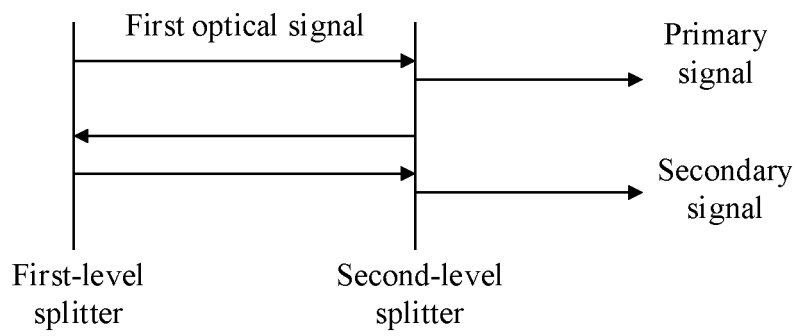 First optical signal
Primary
signal
Secondary
signal
First-level
splitter
Second-level
splitter